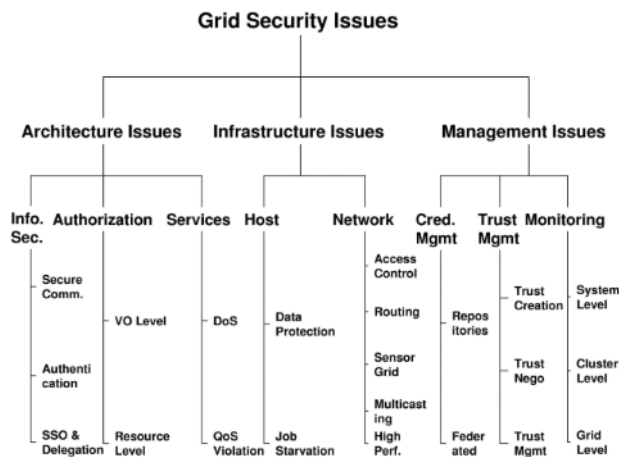 Grid Security Issues
Architecture Issues
Infrastructure Issues
Management Issues
Info.
Sec.
Authorization
Services
Host
Network
Cred.
Mgmt
Trust
Mgmt
Monitoring
Secure
Comm.
Authenti
cation
SSO &
Delegation
VO Level
Resource
Level
DoS
QoS
Violation
Data
Protection
Job
Starvation
Access
Control
Routing
Sensor
Grid
Multicast
ing
High
Perf.
Repos
itories
Feder
ated
Trust
Creation
Trust
Nego
Trust
Mgmt
System
Level
Cluster
Level
Grid
Level